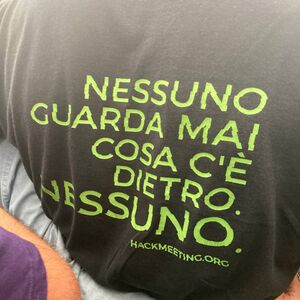 NESSUNO
GUARDA MAI
COSA C'È
DIETRO.
NESSUNO.
HACKMEETING.ORG